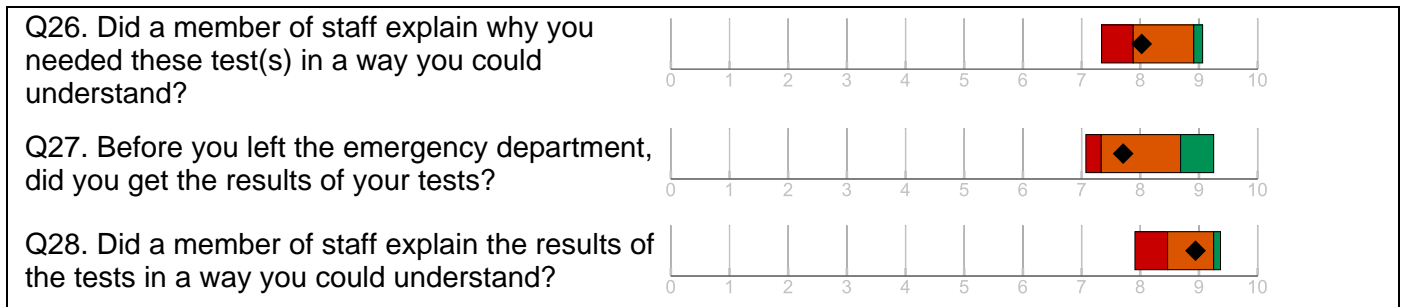 Q26. Did a member of staff explain why you
needed these test(s) in a way you could
understand?
0 1 2 3 4 5 6 7 8 9 10
Q27. Before you left the emergency department,
did you get the results of your tests?
0 1 2 3 4 5 6 7 8 9 10
Q28. Did a member of staff explain the results of
the tests in a way you could understand?
0 1 2 3 4 5 6 7 8 9 10